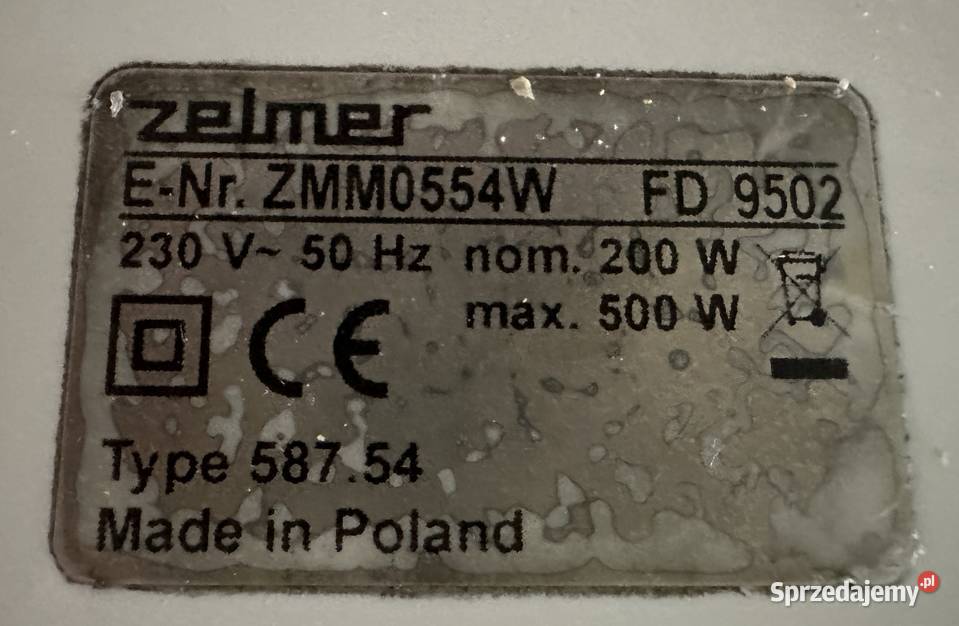 zelmer
E-Nr. ZMM0554W FD 9502
230 V~ 50 Hz nom. 200 W
max. 500 W
CE
Type 587.54
Made in Poland
Sprzedajemy.pl